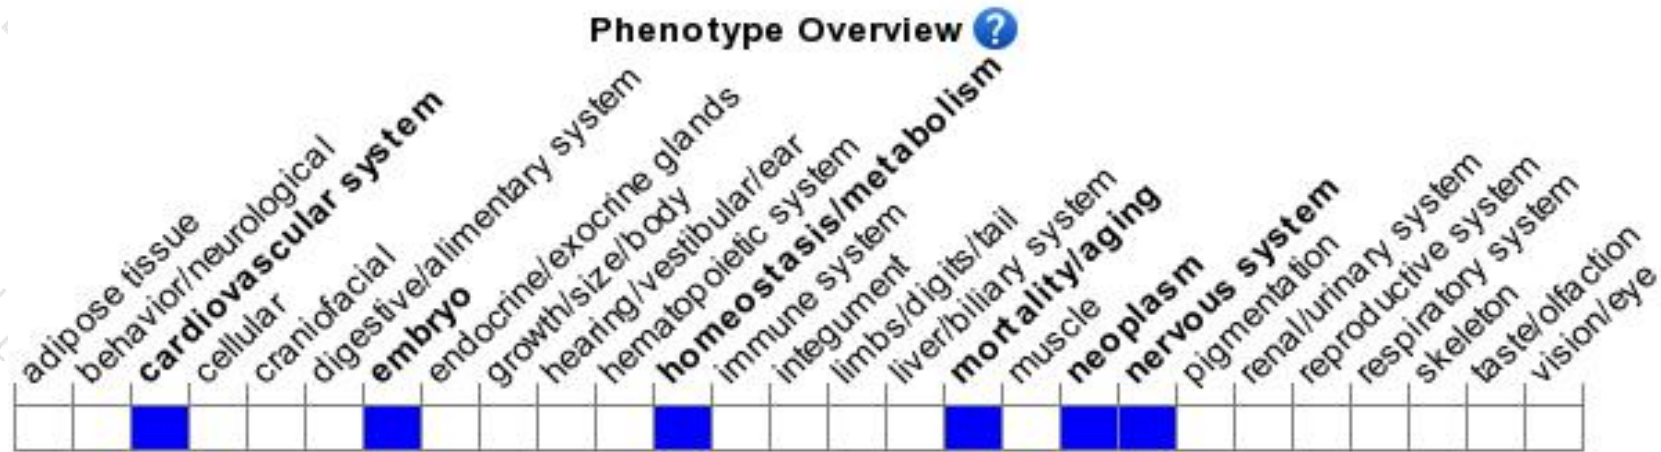 Phenotype Overview ?
adipose tissue
behavior/neurological
cardiovascular system
cellular
craniofacial
digestive/alimentary system
embryo
endocrine/exocrine glands
growth/size/body
hearing/vestibular/ear
hematopoietic system
homeostasis/metabolism
immune system
integument
limbs/digits/tail
liver/biliary system
mortality/aging
muscle
neoplasm
nervous system
pigmentation
renal/urinary system
reproductive system
respiratory system
skeleton
taste/olfaction
vision/eye